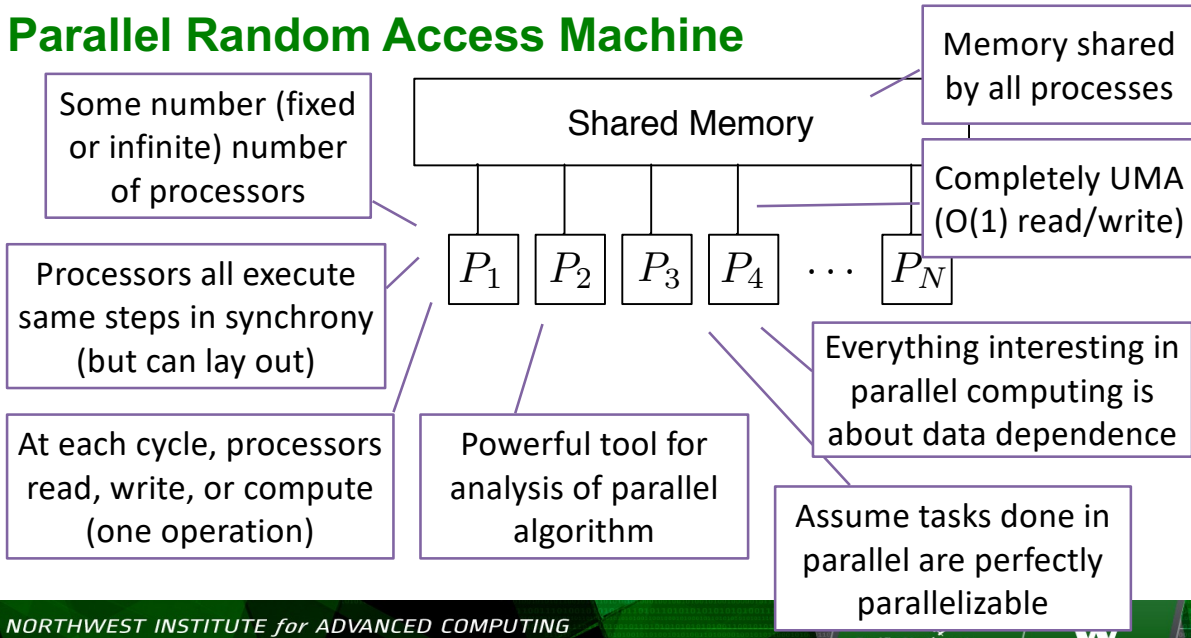 Parallel Random Access Machine
Memory shared
by all processes
Some number (fixed
or infinite) number
of processors
Shared Memory
Completely UMA
(O(1) read/write)
Processors all execute
same steps in synchrony
(but can lay out)
P₁ P₂ P₃ P₄ ⋯ P_N
Everything interesting in
parallel computing is
about data dependence
At each cycle, processors
read, write, or compute
(one operation)
Powerful tool for
analysis of parallel
algorithm
Assume tasks done in
parallel are perfectly
parallelizable
NORTHWEST INSTITUTE for ADVANCED COMPUTING
W